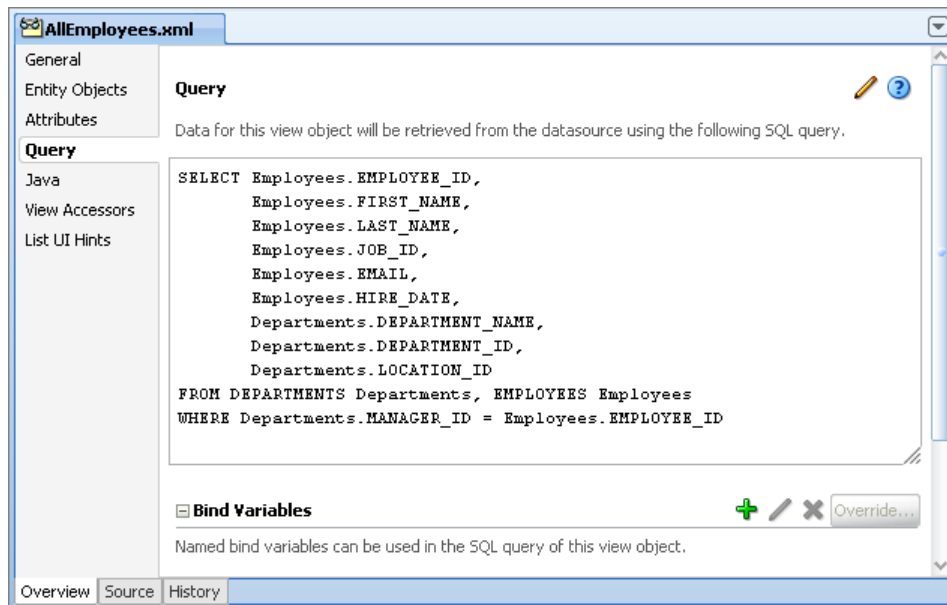 AllEmployees.xml
General
Entity Objects
Attributes
Query
Java
View Accessors
List UI Hints
Query
Data for this view object will be retrieved from the datasource using the following SQL query.
SELECT Employees.EMPLOYEE_ID,
Employees.FIRST_NAME,
Employees.LAST_NAME,
Employees.JOB_ID,
Employees.EMAIL,
Employees.HIRE_DATE,
Departments.DEPARTMENT_NAME,
Departments.DEPARTMENT_ID,
Departments.LOCATION_ID
FROM DEPARTMENTS Departments, EMPLOYEES Employees
WHERE Departments.MANAGER_ID = Employees.EMPLOYEE_ID
Bind Variables
Override...
Named bind variables can be used in the SQL query of this view object.
Overview Source History